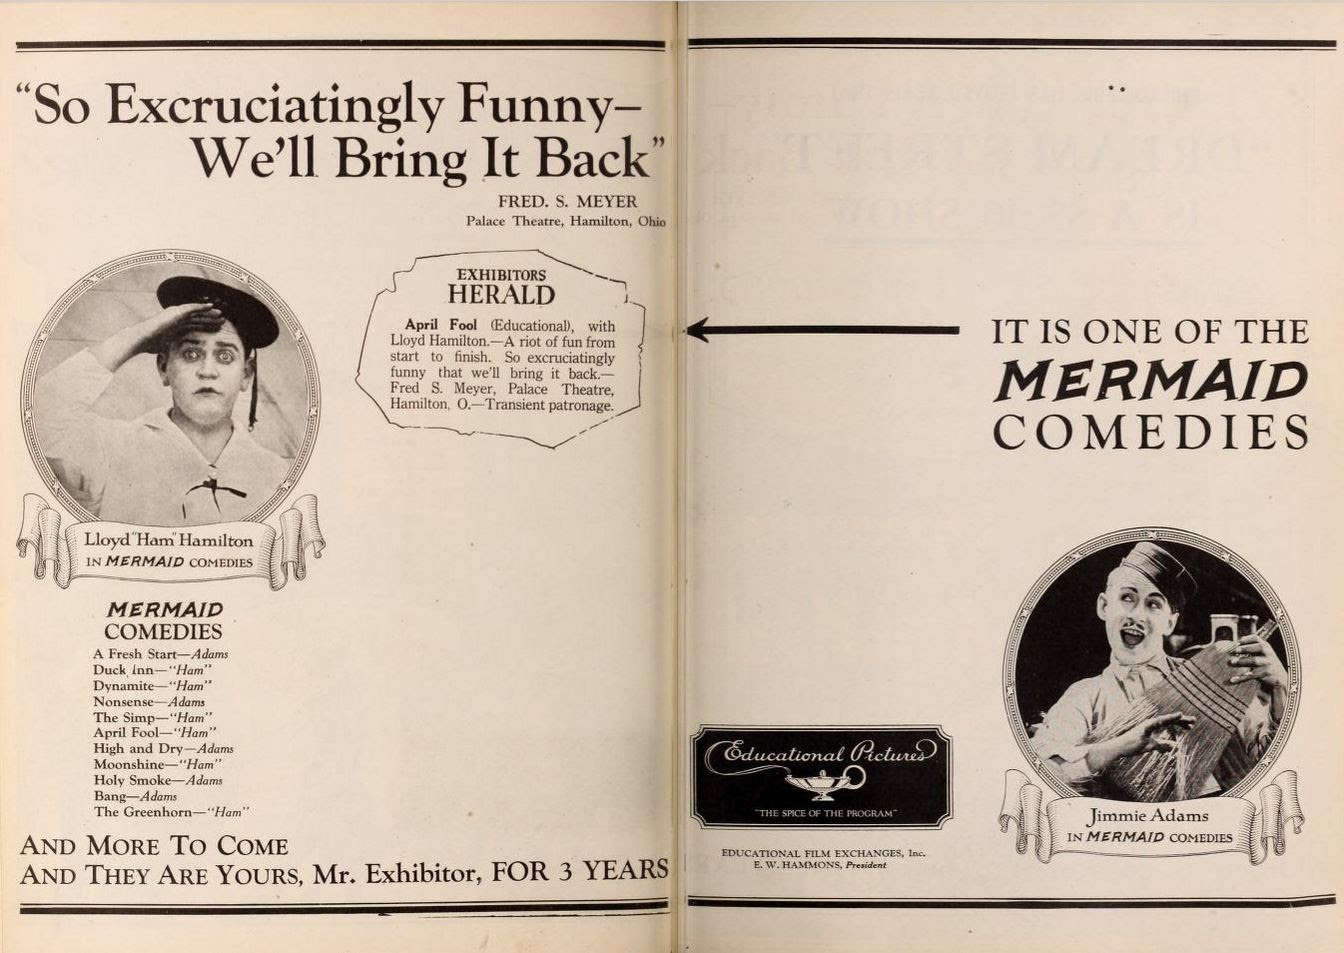 “So Excruciatingly Funny—
We’ll Bring It Back”
FRED. S. MEYER
Palace Theatre, Hamilton, Ohio
EXHIBITORS
HERALD
April Fool (Educational), with
Lloyd Hamilton.—A riot of fun from
start to finish. So excruciatingly
funny that we’ll bring it back.—
Fred S. Meyer, Palace Theatre,
Hamilton, O.—Transient patronage.
Lloyd “Ham” Hamilton
IN MERMAID COMEDIES
MERMAID
COMEDIES
A Fresh Start—Adams
Duck Inn—“Ham”
Dynamite—“Ham”
Nonsense—Adams
The Simp—“Ham”
April Fool—“Ham”
High and Dry—Adams
Moonshine—“Ham”
Holy Smoke—Adams
Bang—Adams
The Greenhorn—“Ham”
AND MORE TO COME
AND THEY ARE YOURS, Mr. Exhibitor, FOR 3 YEARS
IT IS ONE OF THE
MERMAID
COMEDIES
Educational Pictures
“THE SPICE OF THE PROGRAM”
EDUCATIONAL FILM EXCHANGES, Inc.
E. W. HAMMONS, President
Jimmie Adams
IN MERMAID COMEDIES